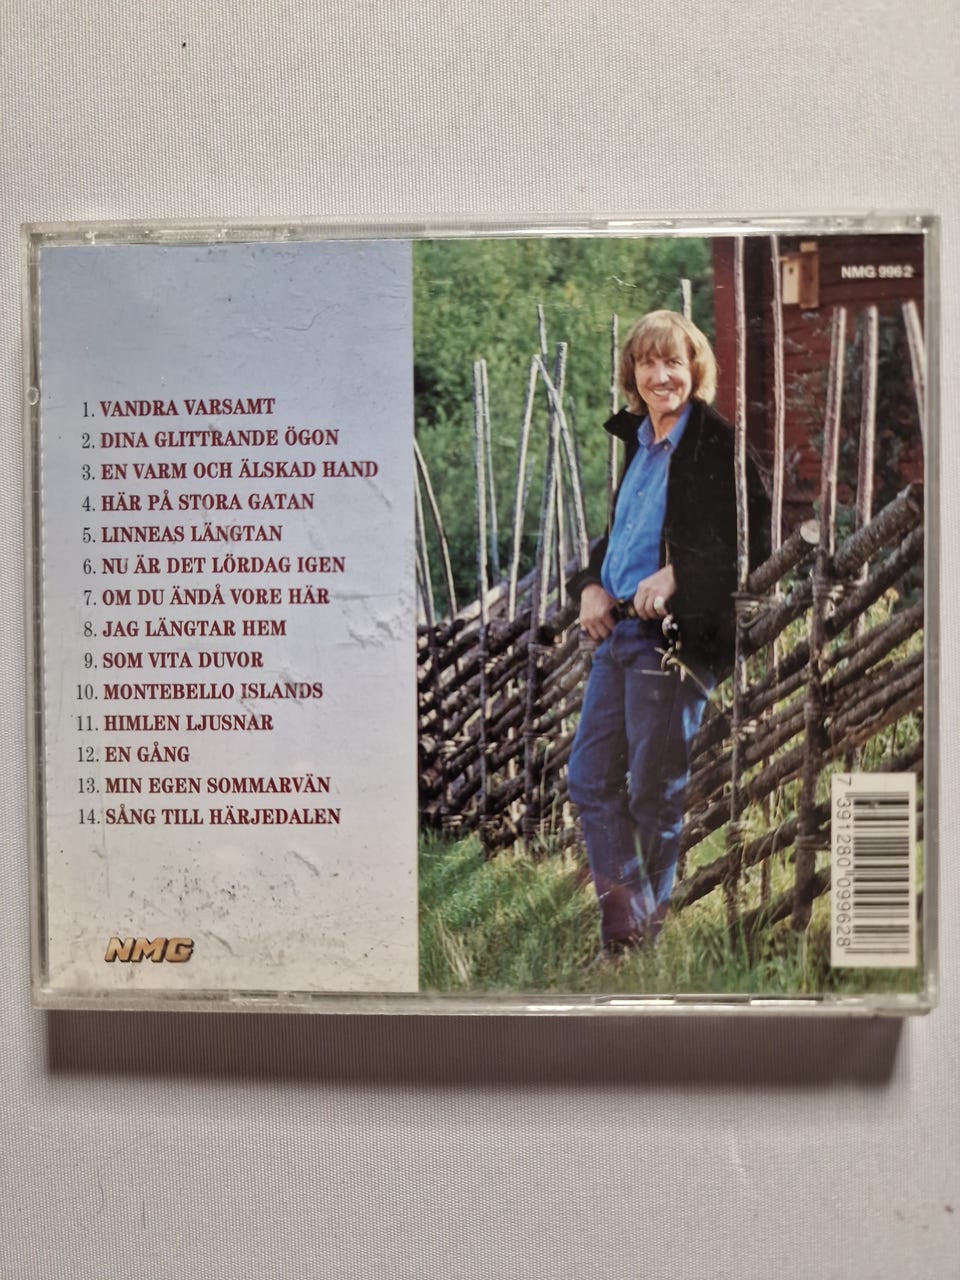 NMG 996 2
1. VANDRA VARSAMT
2. DINA GLITTRANDE ÖGON
3. EN VARM OCH ÄLSKAD HAND
4. HÄR PÅ STORA GATAN
5. LINNEAS LÄNGTAN
6. NU ÄR DET LÖRDAG IGEN
7. OM DU ÄNDÅ VORE HÄR
8. JAG LÄNGTAR HEM
9. SOM VITA DUVOR
10. MONTEBELLO ISLANDS
11. HIMLEN LJUSNAR
12. EN GÅNG
13. MIN EGEN SOMMARVÄN
14. SÅNG TILL HÄRJEDALEN
NMG
7 391280 099628